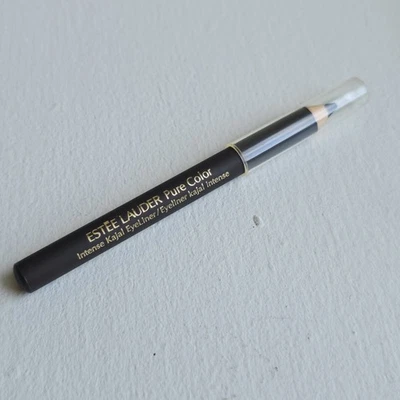 ESTĒE LAUDER Pure Color
Intense Kajal EyeLiner/Eyeliner kajal intense